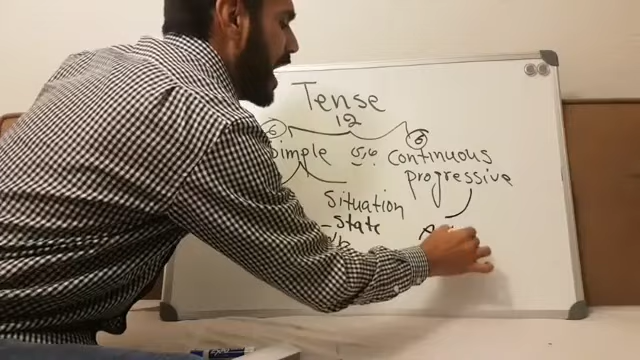 Tense
12
6 6
Simple Continuous
progressive
Situation
- State